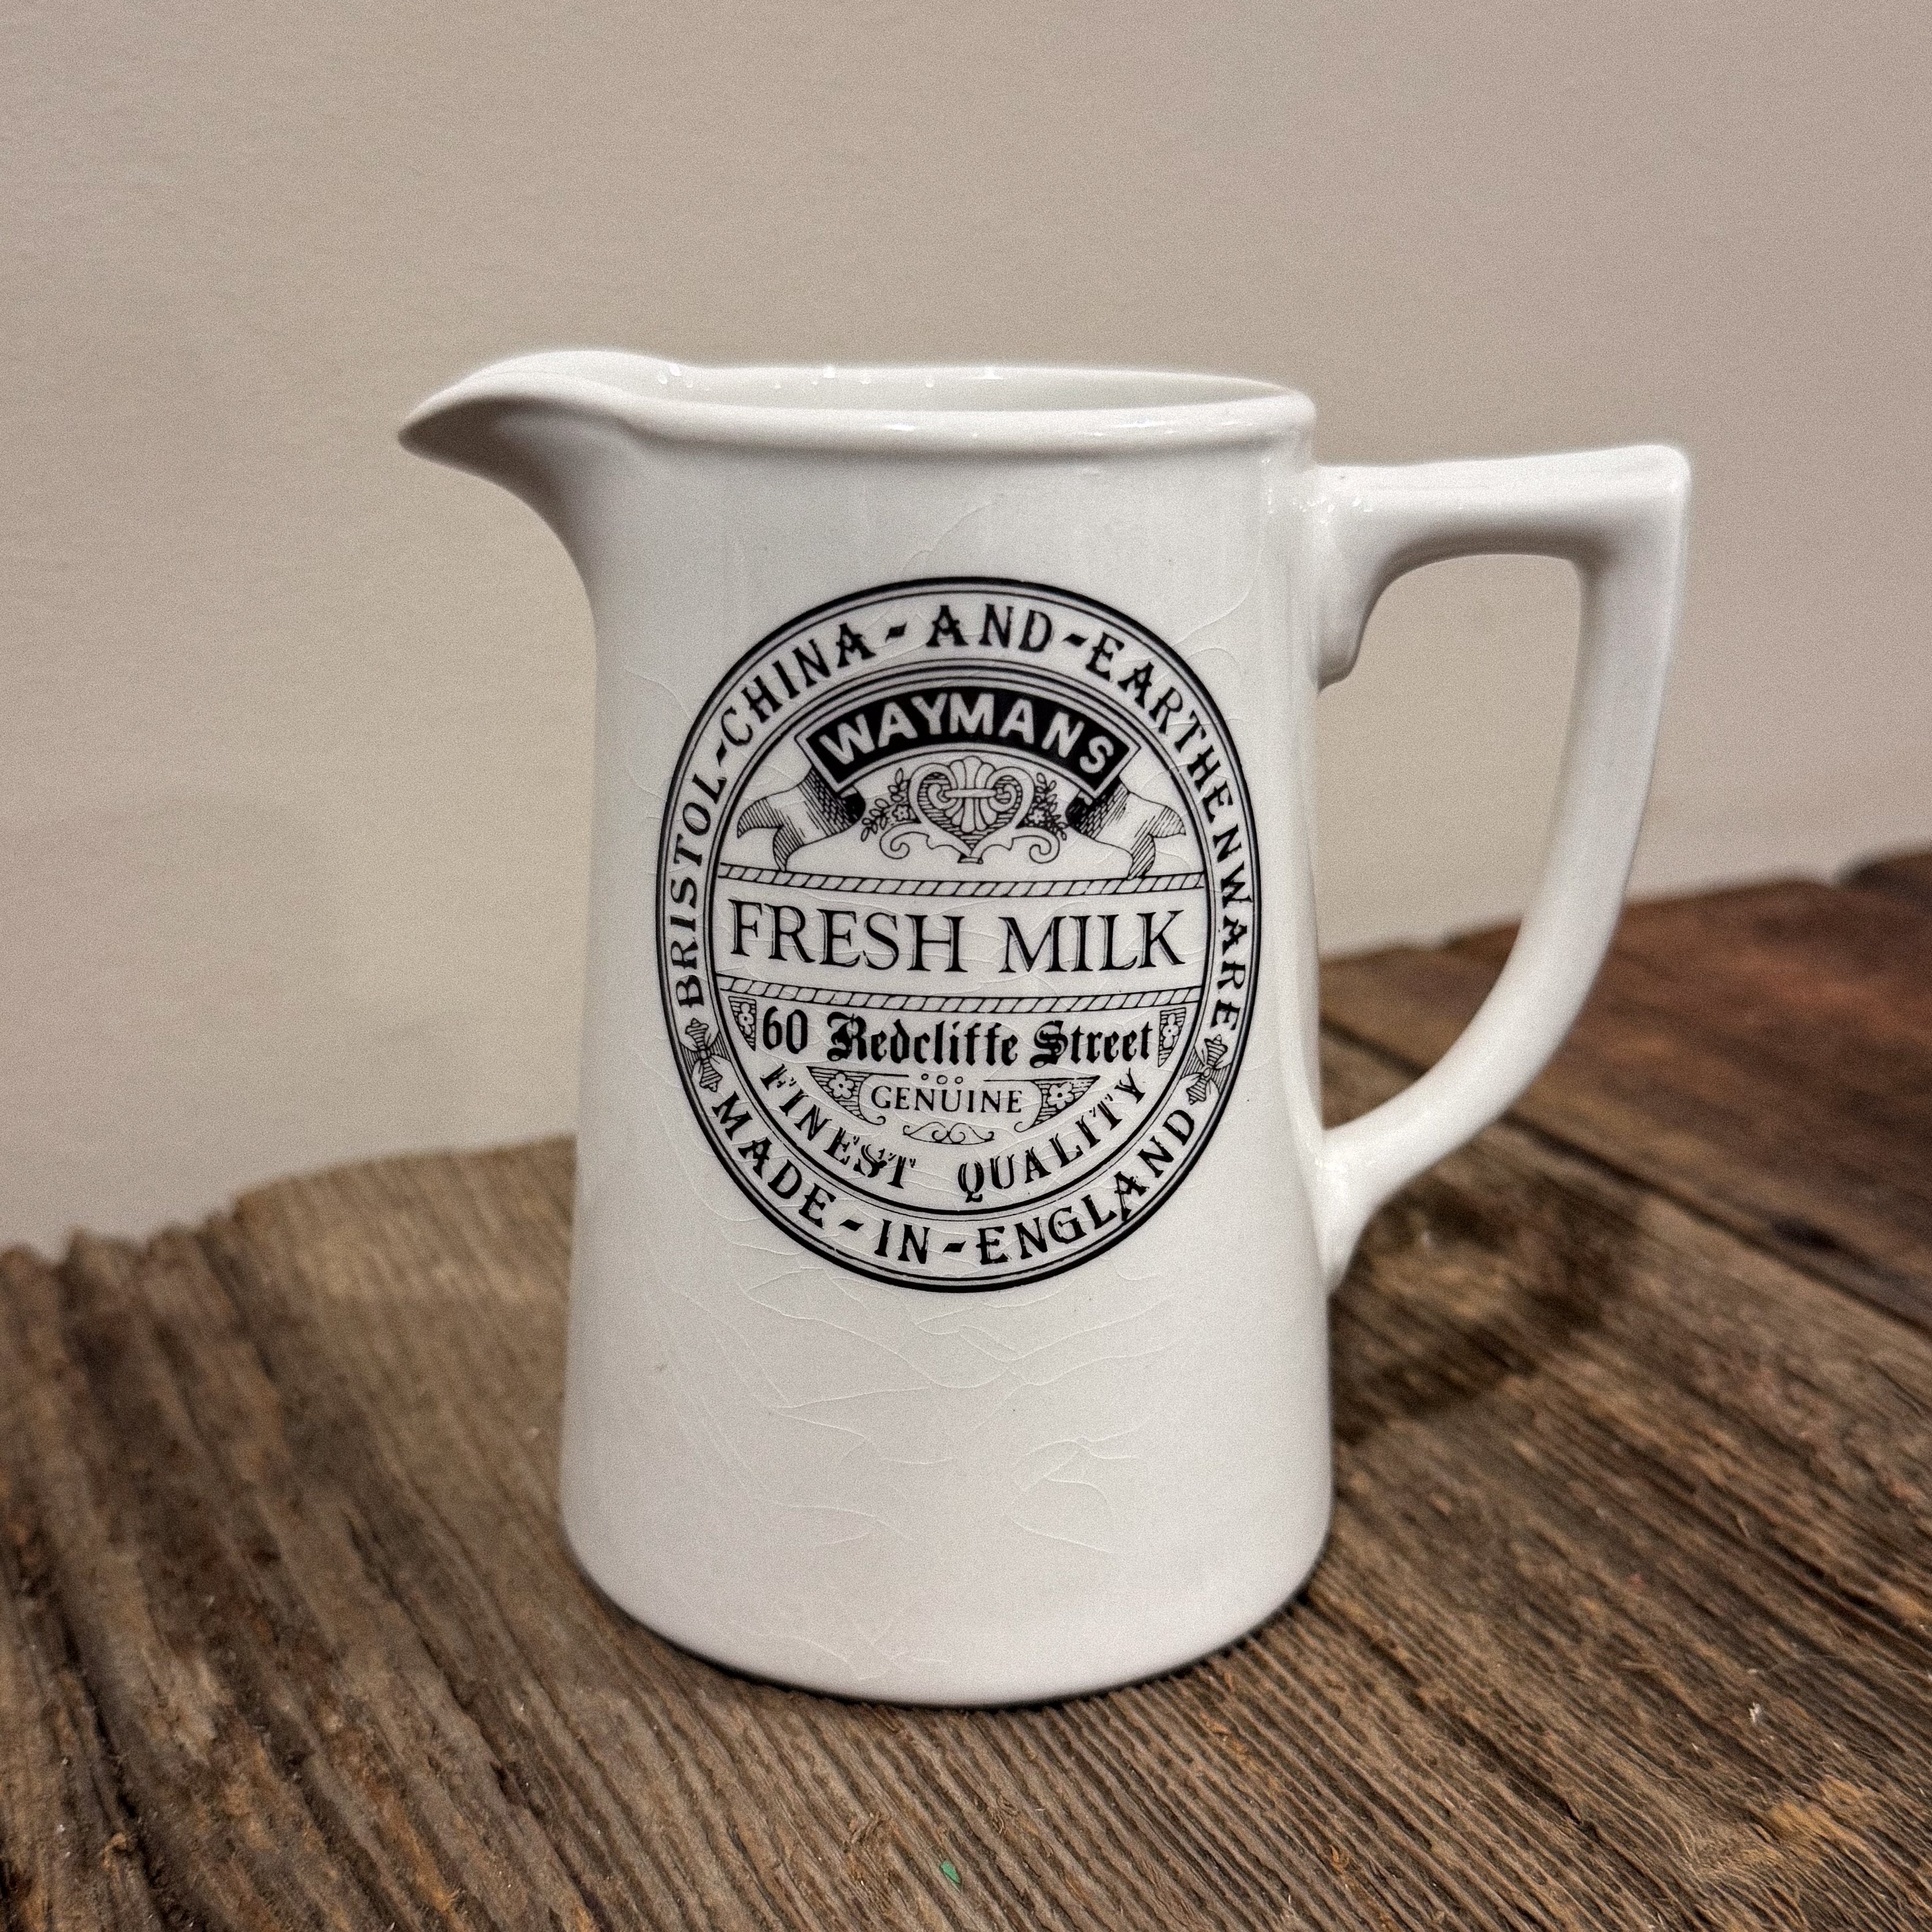 BRISTOL-CHINA-AND-EARTHENWARE
WAYMANS
FRESH MILK
60 Redcliffe Street
GENUINE
FINEST QUALITY
MADE-IN-ENGLAND